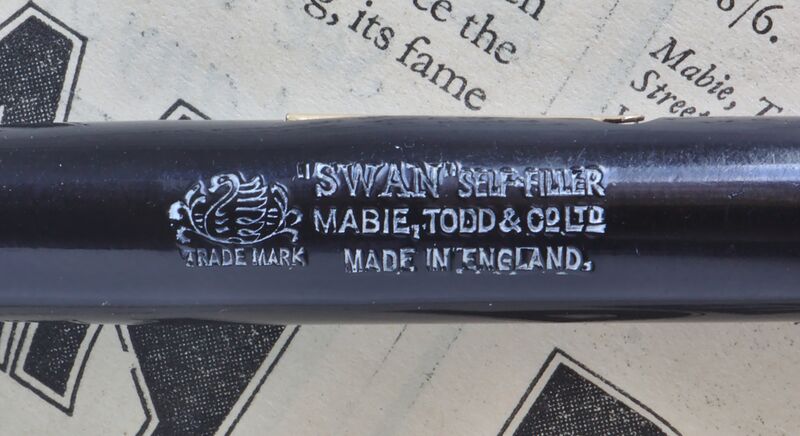 ce the
g, its fame
8/6.
Mabie, T
Street
"SWAN" SELF-FILLER
MABIE, TODD & Co LTD
MADE IN ENGLAND.
TRADE MARK